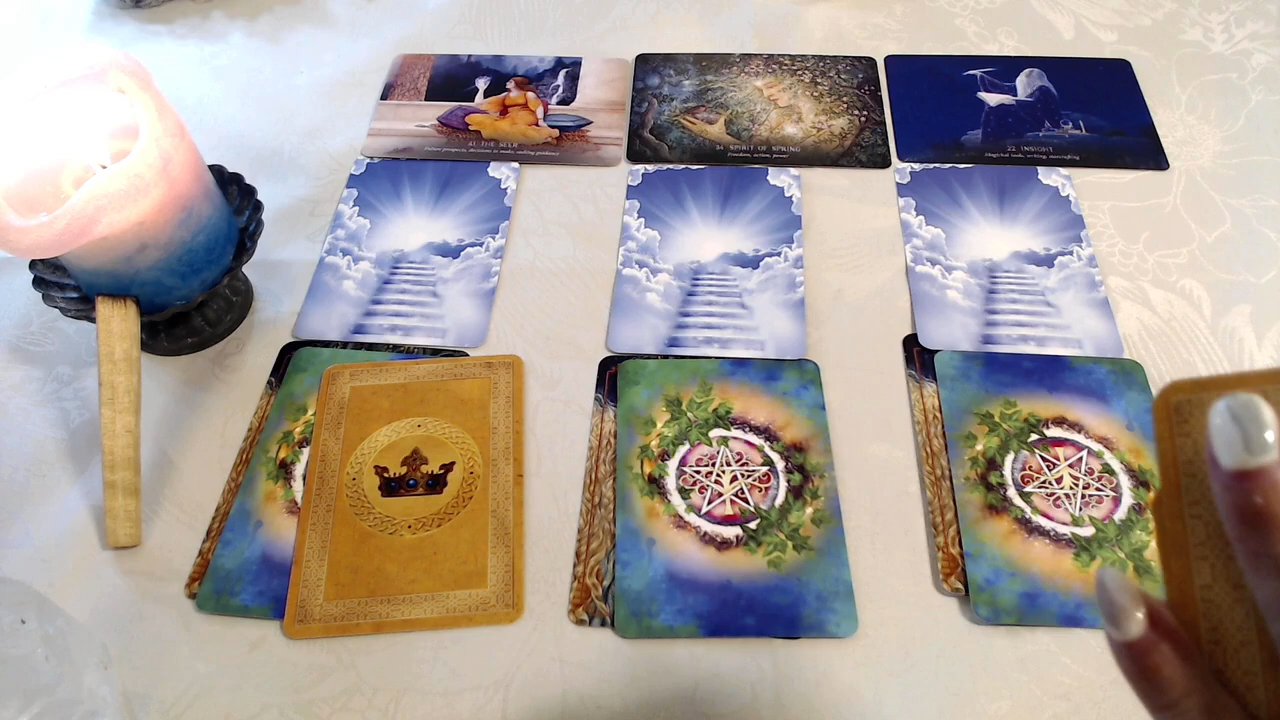 41 THE SEER
Future prospects, decisions to make, seeking guidance
34 SPIRIT OF SPRING
Freedom, action, power
22 INSIGHT
Magickal tools, writing, storycrafting